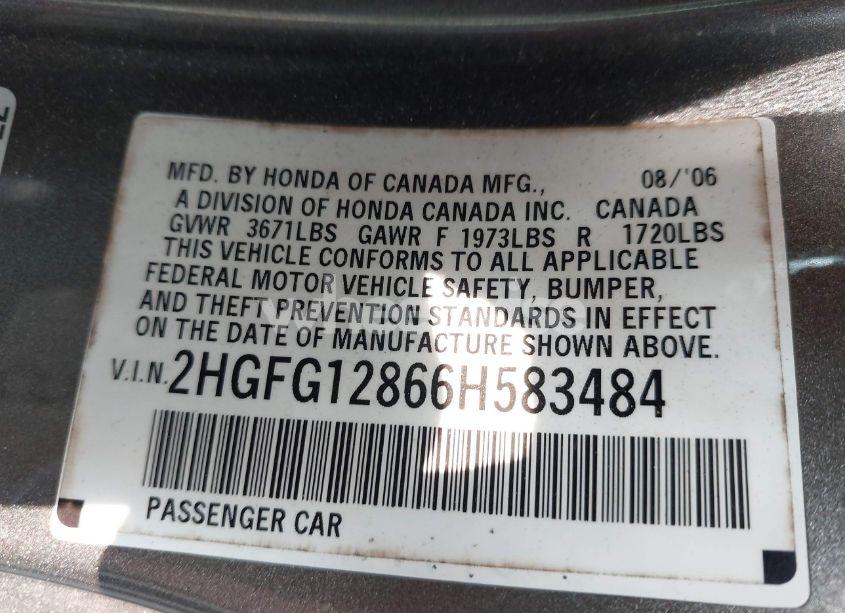 MFD. BY HONDA OF CANADA MFG., 08/'06
A DIVISION OF HONDA CANADA INC. CANADA
GVWR 3671LBS GAWR F 1973LBS R 1720LBS
THIS VEHICLE CONFORMS TO ALL APPLICABLE
FEDERAL MOTOR VEHICLE SAFETY, BUMPER,
AND THEFT PREVENTION STANDARDS IN EFFECT
ON THE DATE OF MANUFACTURE SHOWN ABOVE.
V.I.N. 2HGFG12866H583484
PASSENGER CAR